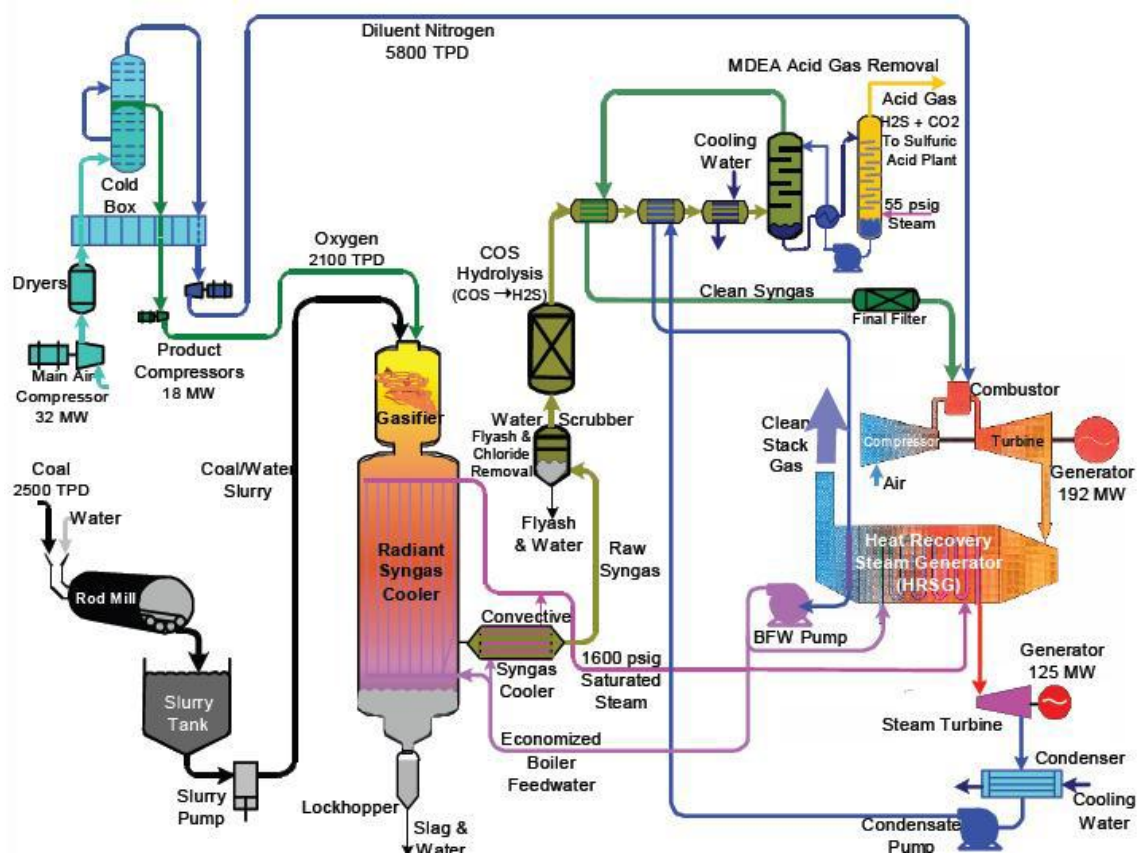 Diluent Nitrogen
5800 TPD
MDEA Acid Gas Removal
Acid Gas
H2S + CO2
To Sulfuric
Acid Plant
Cooling
Water
55 psig
Steam
Cold
Box
Oxygen
2100 TPD
COS
Hydrolysis
(COS → H2S)
Dryers
Clean Syngas
Final Filter
Product
Compressors
18 MW
Main Air
Compressor
32 MW
Gasifier
Combustor
Water Scrubber
Flyash &
Chloride
Removal
Clean
Stack
Gas
Compressor
Turbine
Air
Generator
192 MW
Coal
2500 TPD
Water
Coal/Water
Slurry
Flyash
& Water
Heat Recovery
Steam Generator
(HRSG)
Radiant
Syngas
Cooler
Raw
Syngas
Rod Mill
Convective
Syngas
Cooler
BFW Pump
1600 psig
Saturated
Steam
Generator
125 MW
Slurry
Tank
Steam Turbine
Economized
Boiler
Feedwater
Condenser
Slurry
Pump
Lockhopper
Cooling
Water
Condensate
Pump
Slag &
Water